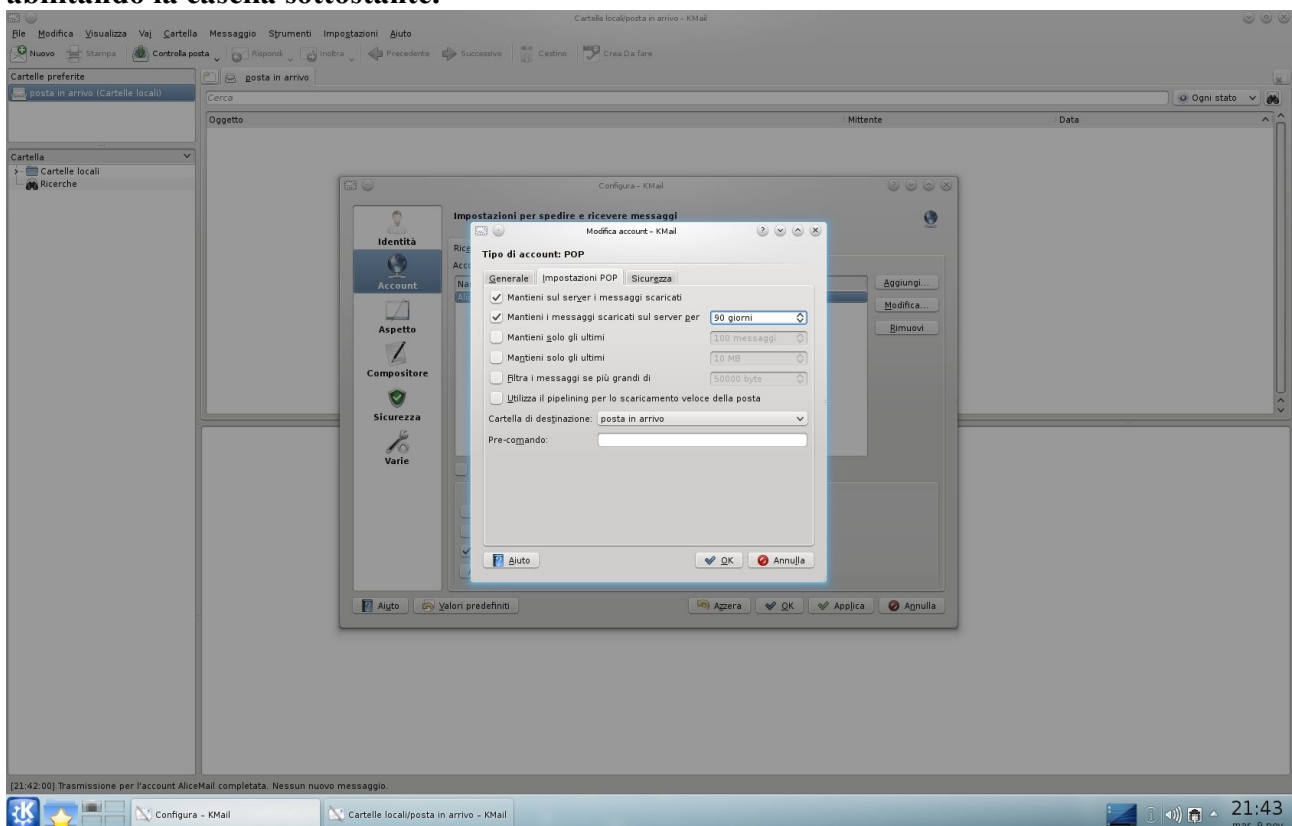 abilitando la casella sottostante.
Cartelle locali/posta in arrivo – KMail
File Modifica Visualizza Vai Cartella Messaggio Strumenti Impostazioni Aiuto
Nuovo Stampa Controlla posta Rispondi Inoltra Precedente Successivo Cestino Crea Da fare
Cartelle preferite
posta in arrivo
posta in arrivo (Cartelle locali)
Cerca
Ogni stato
Oggetto Mittente Data
Cartella
Cartelle locali
Ricerche
Configura – KMail
Impostazioni per spedire e ricevere messaggi
Identità
Account
Aspetto
Compositore
Sicurezza
Varie
Aggiungi...
Modifica...
Rimuovi
Modifica account – KMail
Tipo di account: POP
Generale Impostazioni POP Sicurezza
Mantieni sul server i messaggi scaricati
Mantieni i messaggi scaricati sul server per 90 giorni
Mantieni solo gli ultimi 100 messaggi
Mantieni solo gli ultimi 10 MB
Filtra i messaggi se più grandi di 50000 byte
Utilizza il pipelining per lo scaricamento veloce della posta
Cartella di destinazione: posta in arrivo
Pre-comando:
Aiuto OK Annulla
Aiuto Valori predefiniti Azzera OK Applica Annulla
[21:42:00] Trasmissione per l'account AliceMail completata. Nessun nuovo messaggio.
Configura – KMail
Cartelle locali/posta in arrivo – KMail
21:43
mar, 9 nov